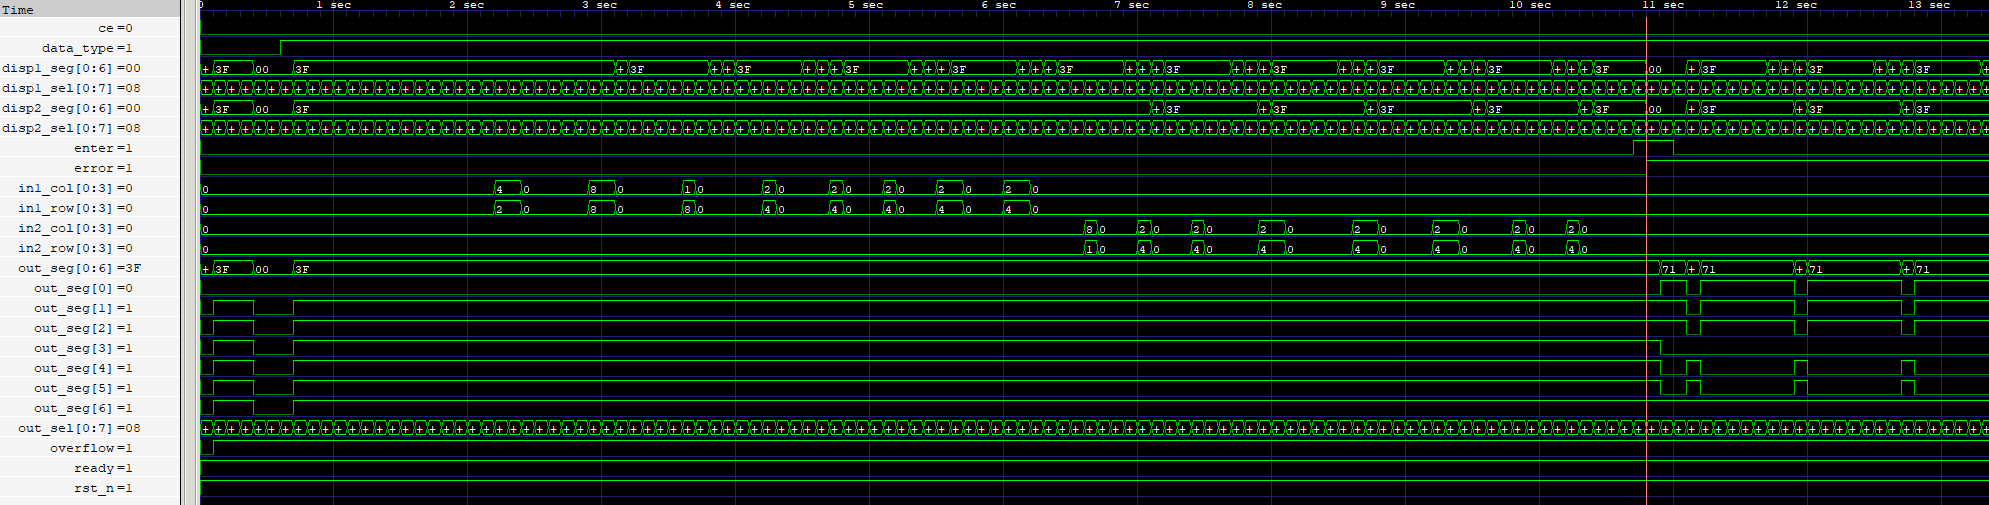 Time
0 1 sec 2 sec 3 sec 4 sec 5 sec 6 sec 7 sec 8 sec 9 sec 10 sec 11 sec 12 sec 13 sec
ce=0
data_type=1
disp1_seg[0:6]=00 + 3F 00 3F + 3F + + 3F + + + 3F + + + 3F + + + 3F + + + 3F + + + 3F + + + 3F + + + 3F + + + 3F 00 + 3F + + + 3F + + + 3F +
disp1_sel[0:7]=08
disp2_seg[0:6]=00 + 3F 00 3F + 3F + 3F + 3F + 3F + 3F 00 + 3F + 3F + 3F
disp2_sel[0:7]=08
enter=1
error=1
in1_col[0:3]=0 0 4 0 8 0 1 0 2 0 2 0 2 0 2 0 2 0
in1_row[0:3]=0 0 2 0 8 0 8 0 4 0 4 0 4 0 4 0 4 0
in2_col[0:3]=0 0 8 0 2 0 2 0 2 0 2 0 2 0 2 0 2 0
in2_row[0:3]=0 0 1 0 4 0 4 0 4 0 4 0 4 0 4 0 4 0
out_seg[0:6]=3F + 3F 00 3F 71 + 71 + 71 + 71
out_seg[0]=0
out_seg[1]=1
out_seg[2]=1
out_seg[3]=1
out_seg[4]=1
out_seg[5]=1
out_seg[6]=1
out_sel[0:7]=08
overflow=1
ready=1
rst_n=1